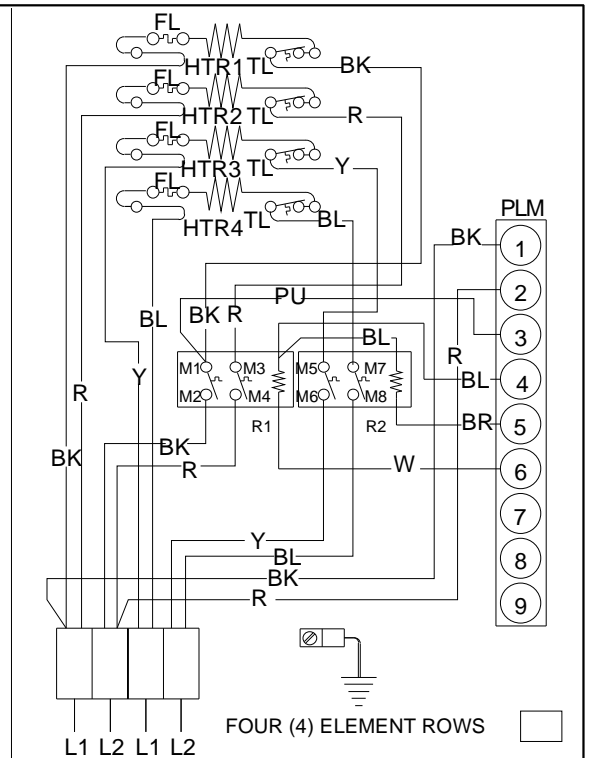 FL
HTR1 TL
BK
FL
HTR2 TL
R
FL
HTR3 TL
Y
FL
HTR4 TL
BL
PLM
BK
1
2
PU
3
BK R
BL
BL
R
M1 M3 M5 M7
BL
4
M2 M4 M6 M8
R1 R2
BR
5
R
Y
BK
R
BK
W
6
7
Y
BL
8
BK
R
9
L1 L2 L1 L2
FOUR (4) ELEMENT ROWS